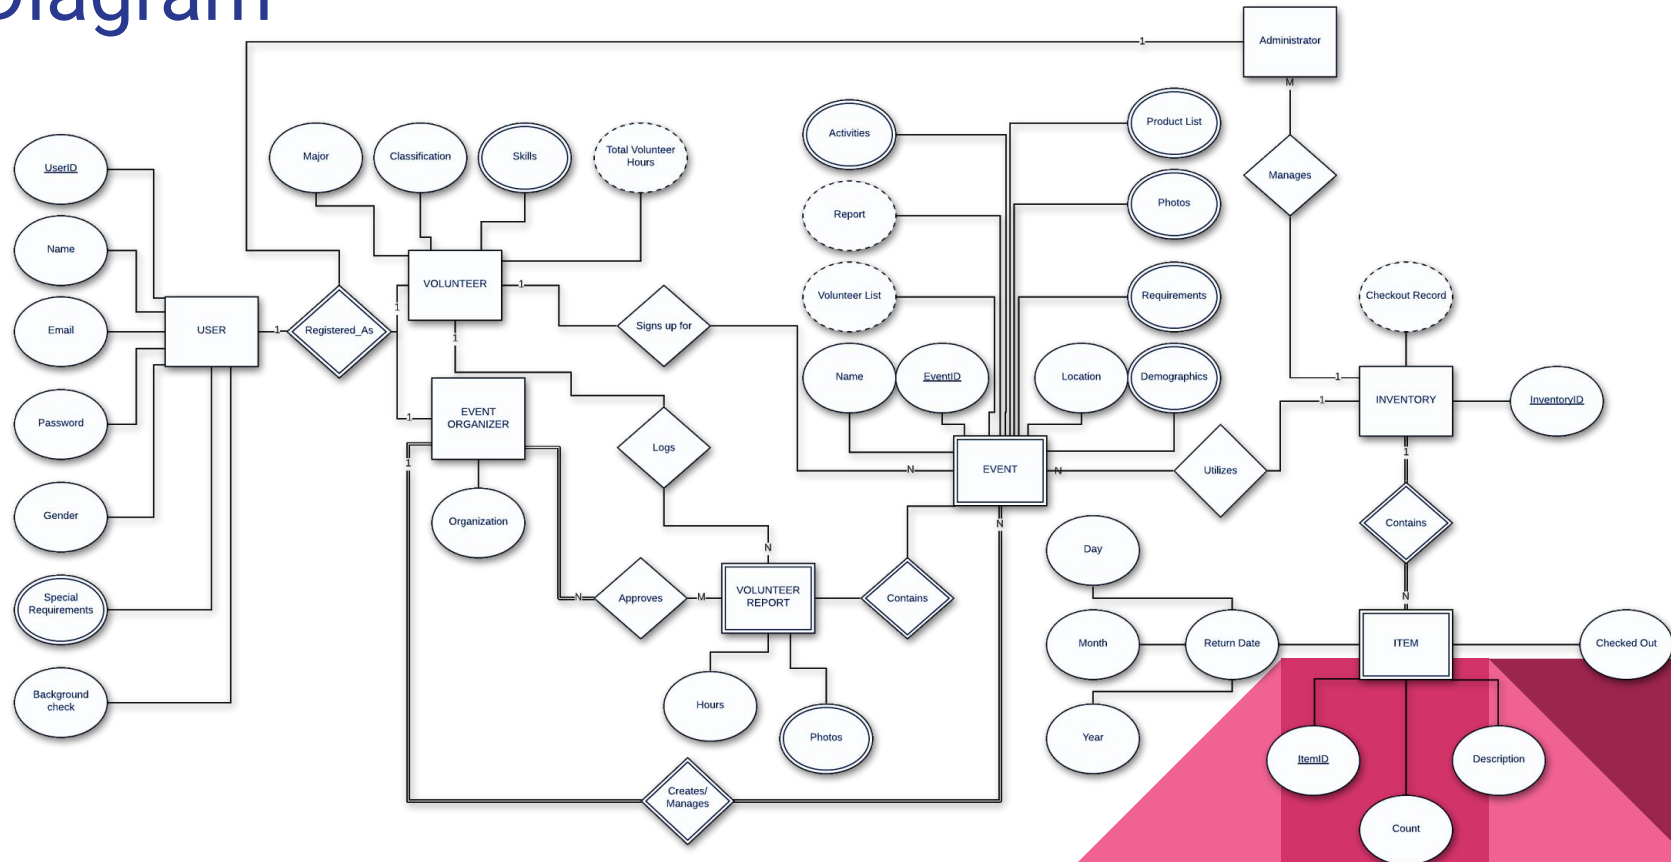 Diagram
Administrator
1
M
Manages
1
UserID
Name
Email
Password
Gender
Special
Requirements
Background
check
USER
1
Registered_As
1
1
Major
Classification
Skills
Total Volunteer
Hours
VOLUNTEER
1
1
Signs up for
N
EVENT
ORGANIZER
1
Organization
Logs
N
Approves
N
M
VOLUNTEER
REPORT
Hours
Photos
Contains
Creates/
Manages
Activities
Report
Volunteer List
Name
EventID
Product List
Photos
Requirements
Location
Demographics
EVENT
N
N
Utilizes
1
Checkout Record
INVENTORY
InventoryID
1
Contains
N
ITEM
Day
Month
Year
Return Date
Checked Out
ItemID
Count
Description